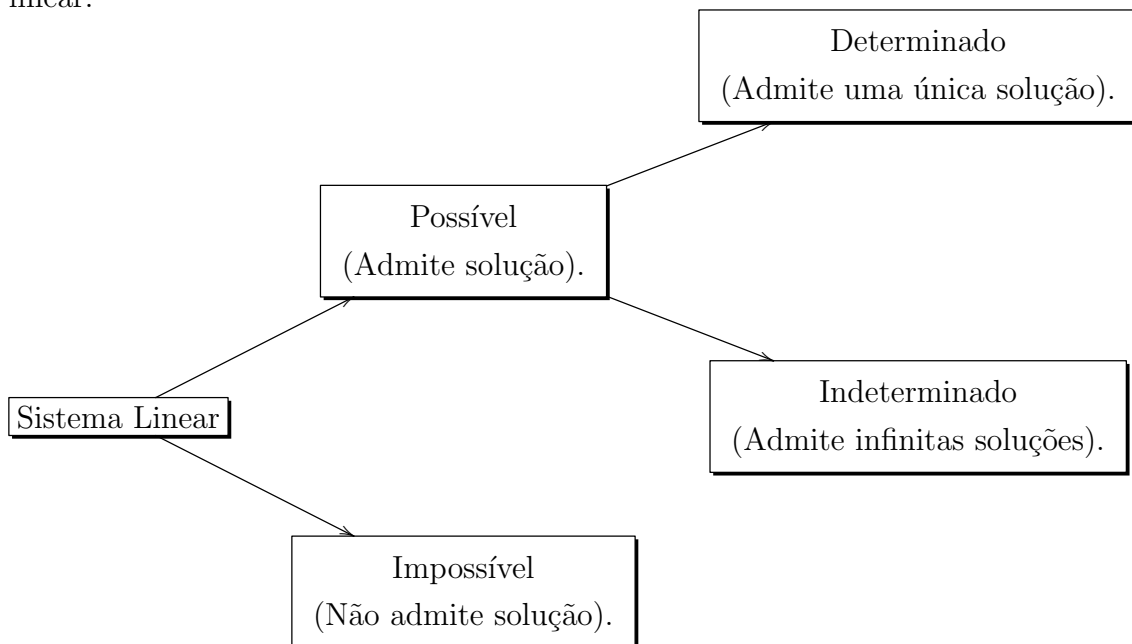 linear.
Determinado
(Admite uma única solução).
Possível
(Admite solução).
Indeterminado
(Admite infinitas soluções).
Sistema Linear
Impossível
(Não admite solução).